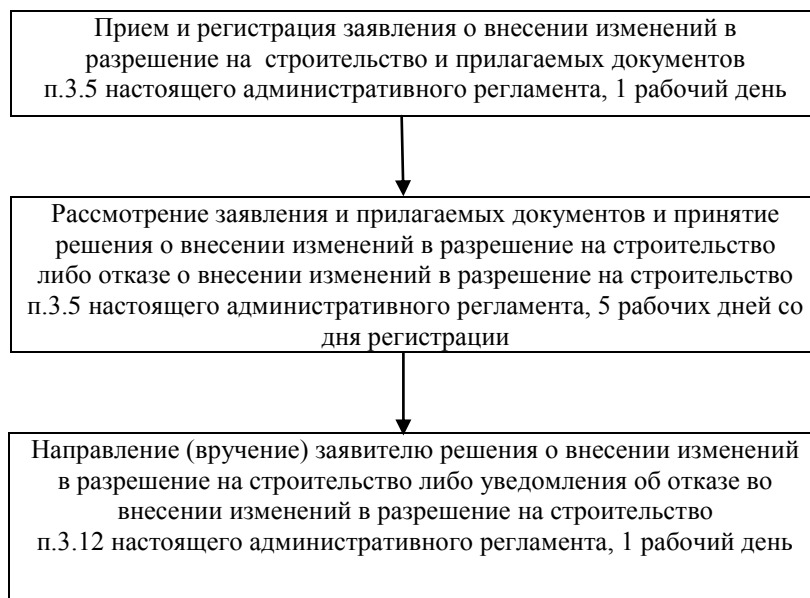 Прием и регистрация заявления о внесении изменений в
разрешение на  строительство и прилагаемых документов
п.3.5 настоящего административного регламента, 1 рабочий день
Рассмотрение заявления и прилагаемых документов и принятие
решения о внесении изменений в разрешение на строительство
либо отказе о внесении изменений в разрешение на строительство
п.3.5 настоящего административного регламента, 5 рабочих дней со
дня регистрации
Направление (вручение) заявителю решения о внесении изменений
в разрешение на строительство либо уведомления об отказе во
внесении изменений в разрешение на строительство
п.3.12 настоящего административного регламента, 1 рабочий день